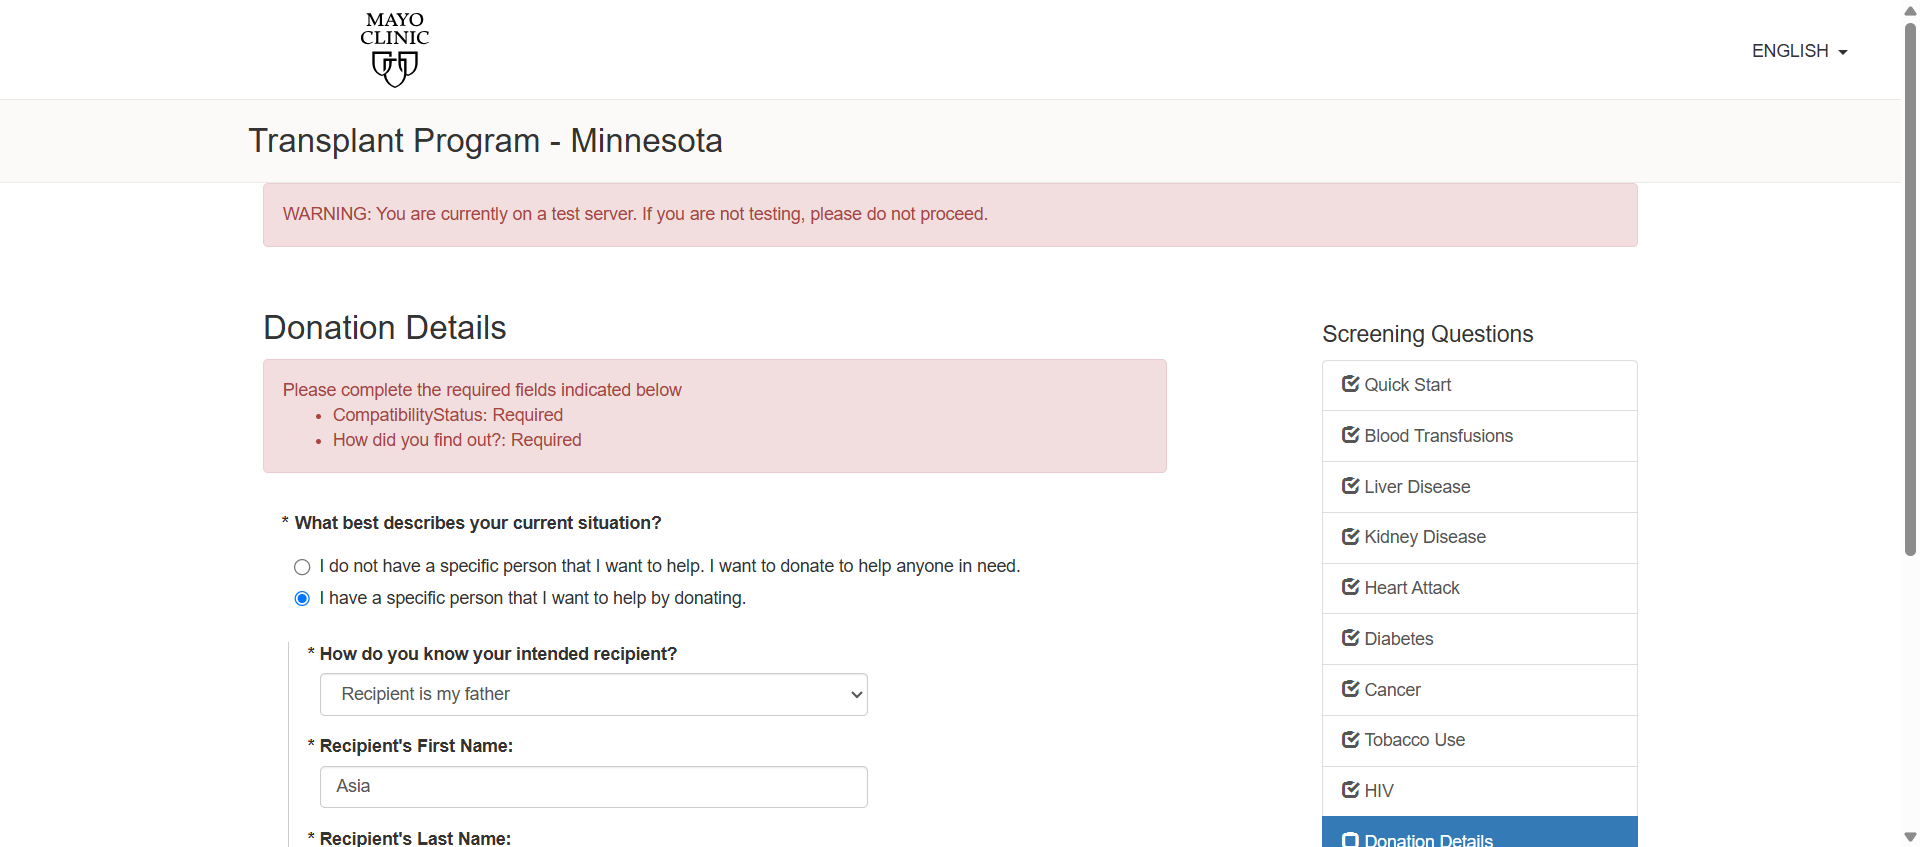 MAYO
CLINIC
ENGLISH
Transplant Program - Minnesota
WARNING: You are currently on a test server. If you are not testing, please do not proceed.
Donation Details
Please complete the required fields indicated below
• CompatibilityStatus: Required
• How did you find out?: Required
* What best describes your current situation?
I do not have a specific person that I want to help. I want to donate to help anyone in need.
I have a specific person that I want to help by donating.
* How do you know your intended recipient?
Recipient is my father
* Recipient's First Name:
Asia
* Recipient's Last Name:
Screening Questions
Quick Start
Blood Transfusions
Liver Disease
Kidney Disease
Heart Attack
Diabetes
Cancer
Tobacco Use
HIV
Donation Details